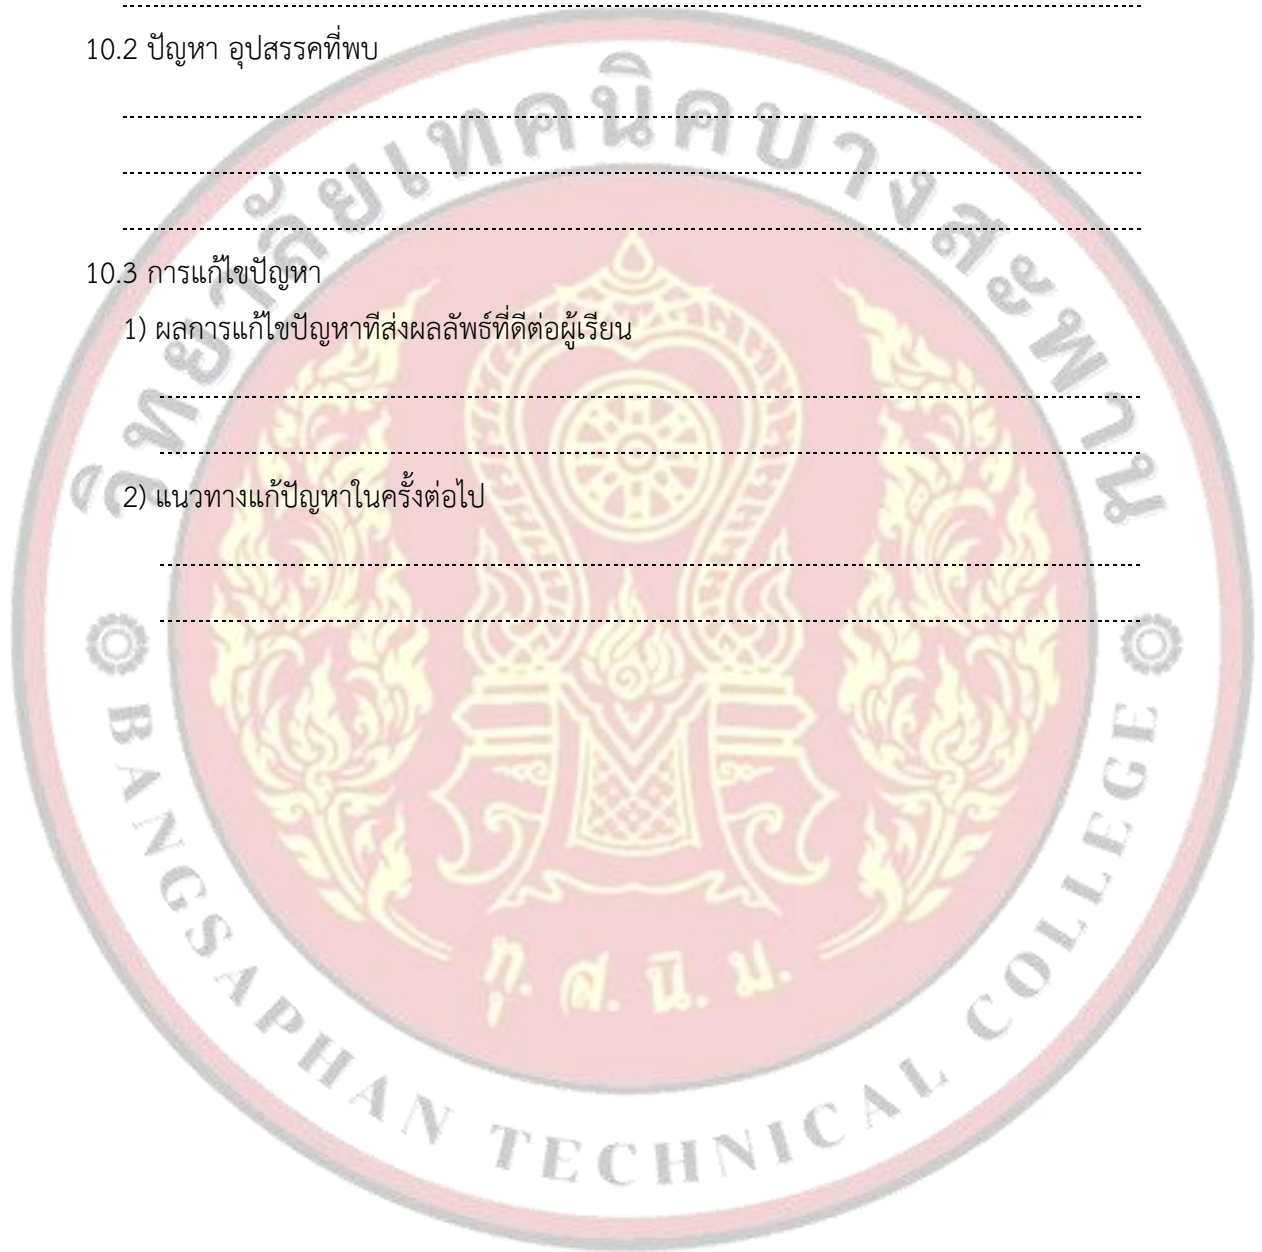 10.2 ปัญหา อุปสรรคที่พบ
10.3 การแก้ไขปัญหา
1) ผลการแก้ไขปัญหาที่ส่งผลลัพธ์ที่ดีต่อผู้เรียน
2) แนวทางแก้ปัญหาในครั้งต่อไป
วิทยาลัยเทคนิคบางสะพาน
ทุ. ส. นิ. ม.
BANGSAPHAN TECHNICAL COLLEGE